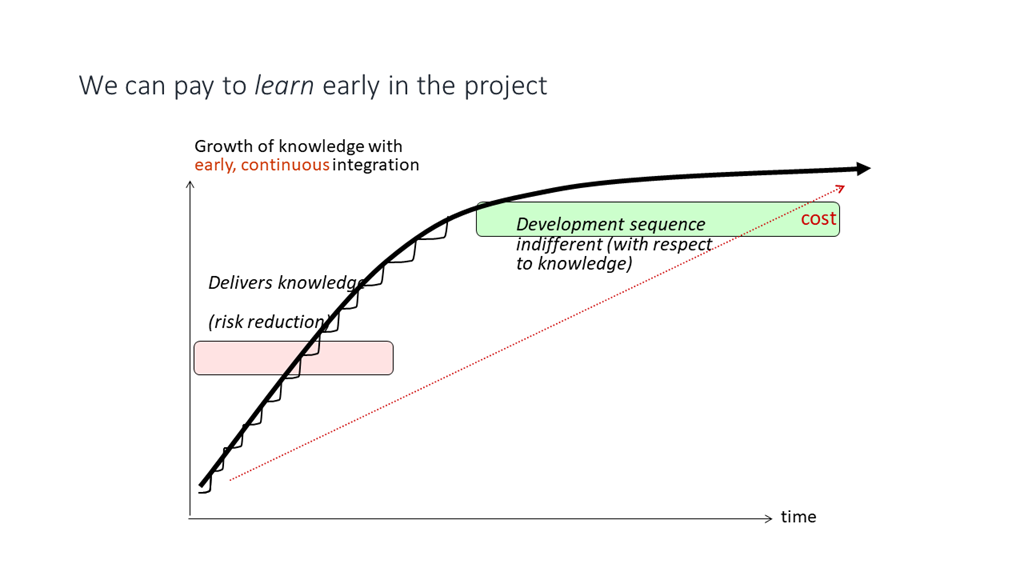 We can pay to learn early in the project
Growth of knowledge with
early, continuous integration
cost
Development sequence
indifferent (with respect
to knowledge)
Delivers knowledge
(risk reduction)
time